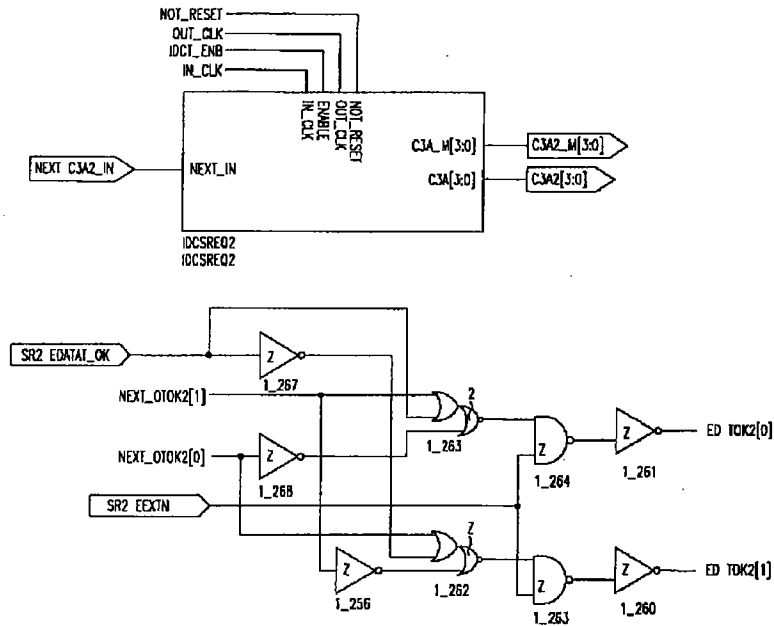 NOT_RESET
OUT_CLK
IDCT_ENB
IN_CLK
IN_CLK
ENABLE
OUT_CLK
NOT_RESET
C3A_M[3:0]
C3A2_M[3:0]
NEXT C3A2_IN
NEXT_IN
C3A[3:0]
C3A2[3:0]
IDCSREQ2
IDCSREQ2
SR2 EDATAT_OK
Z
1_267
NEXT_OTOK2[1]
2
1_263
Z
1_264
Z
1_261
ED TOK2[0]
NEXT_OTOK2[0]
Z
1_268
SR2 EEXTN
Z
1_256
Z
1_262
Z
1_263
Z
1_260
ED TOK2[1]